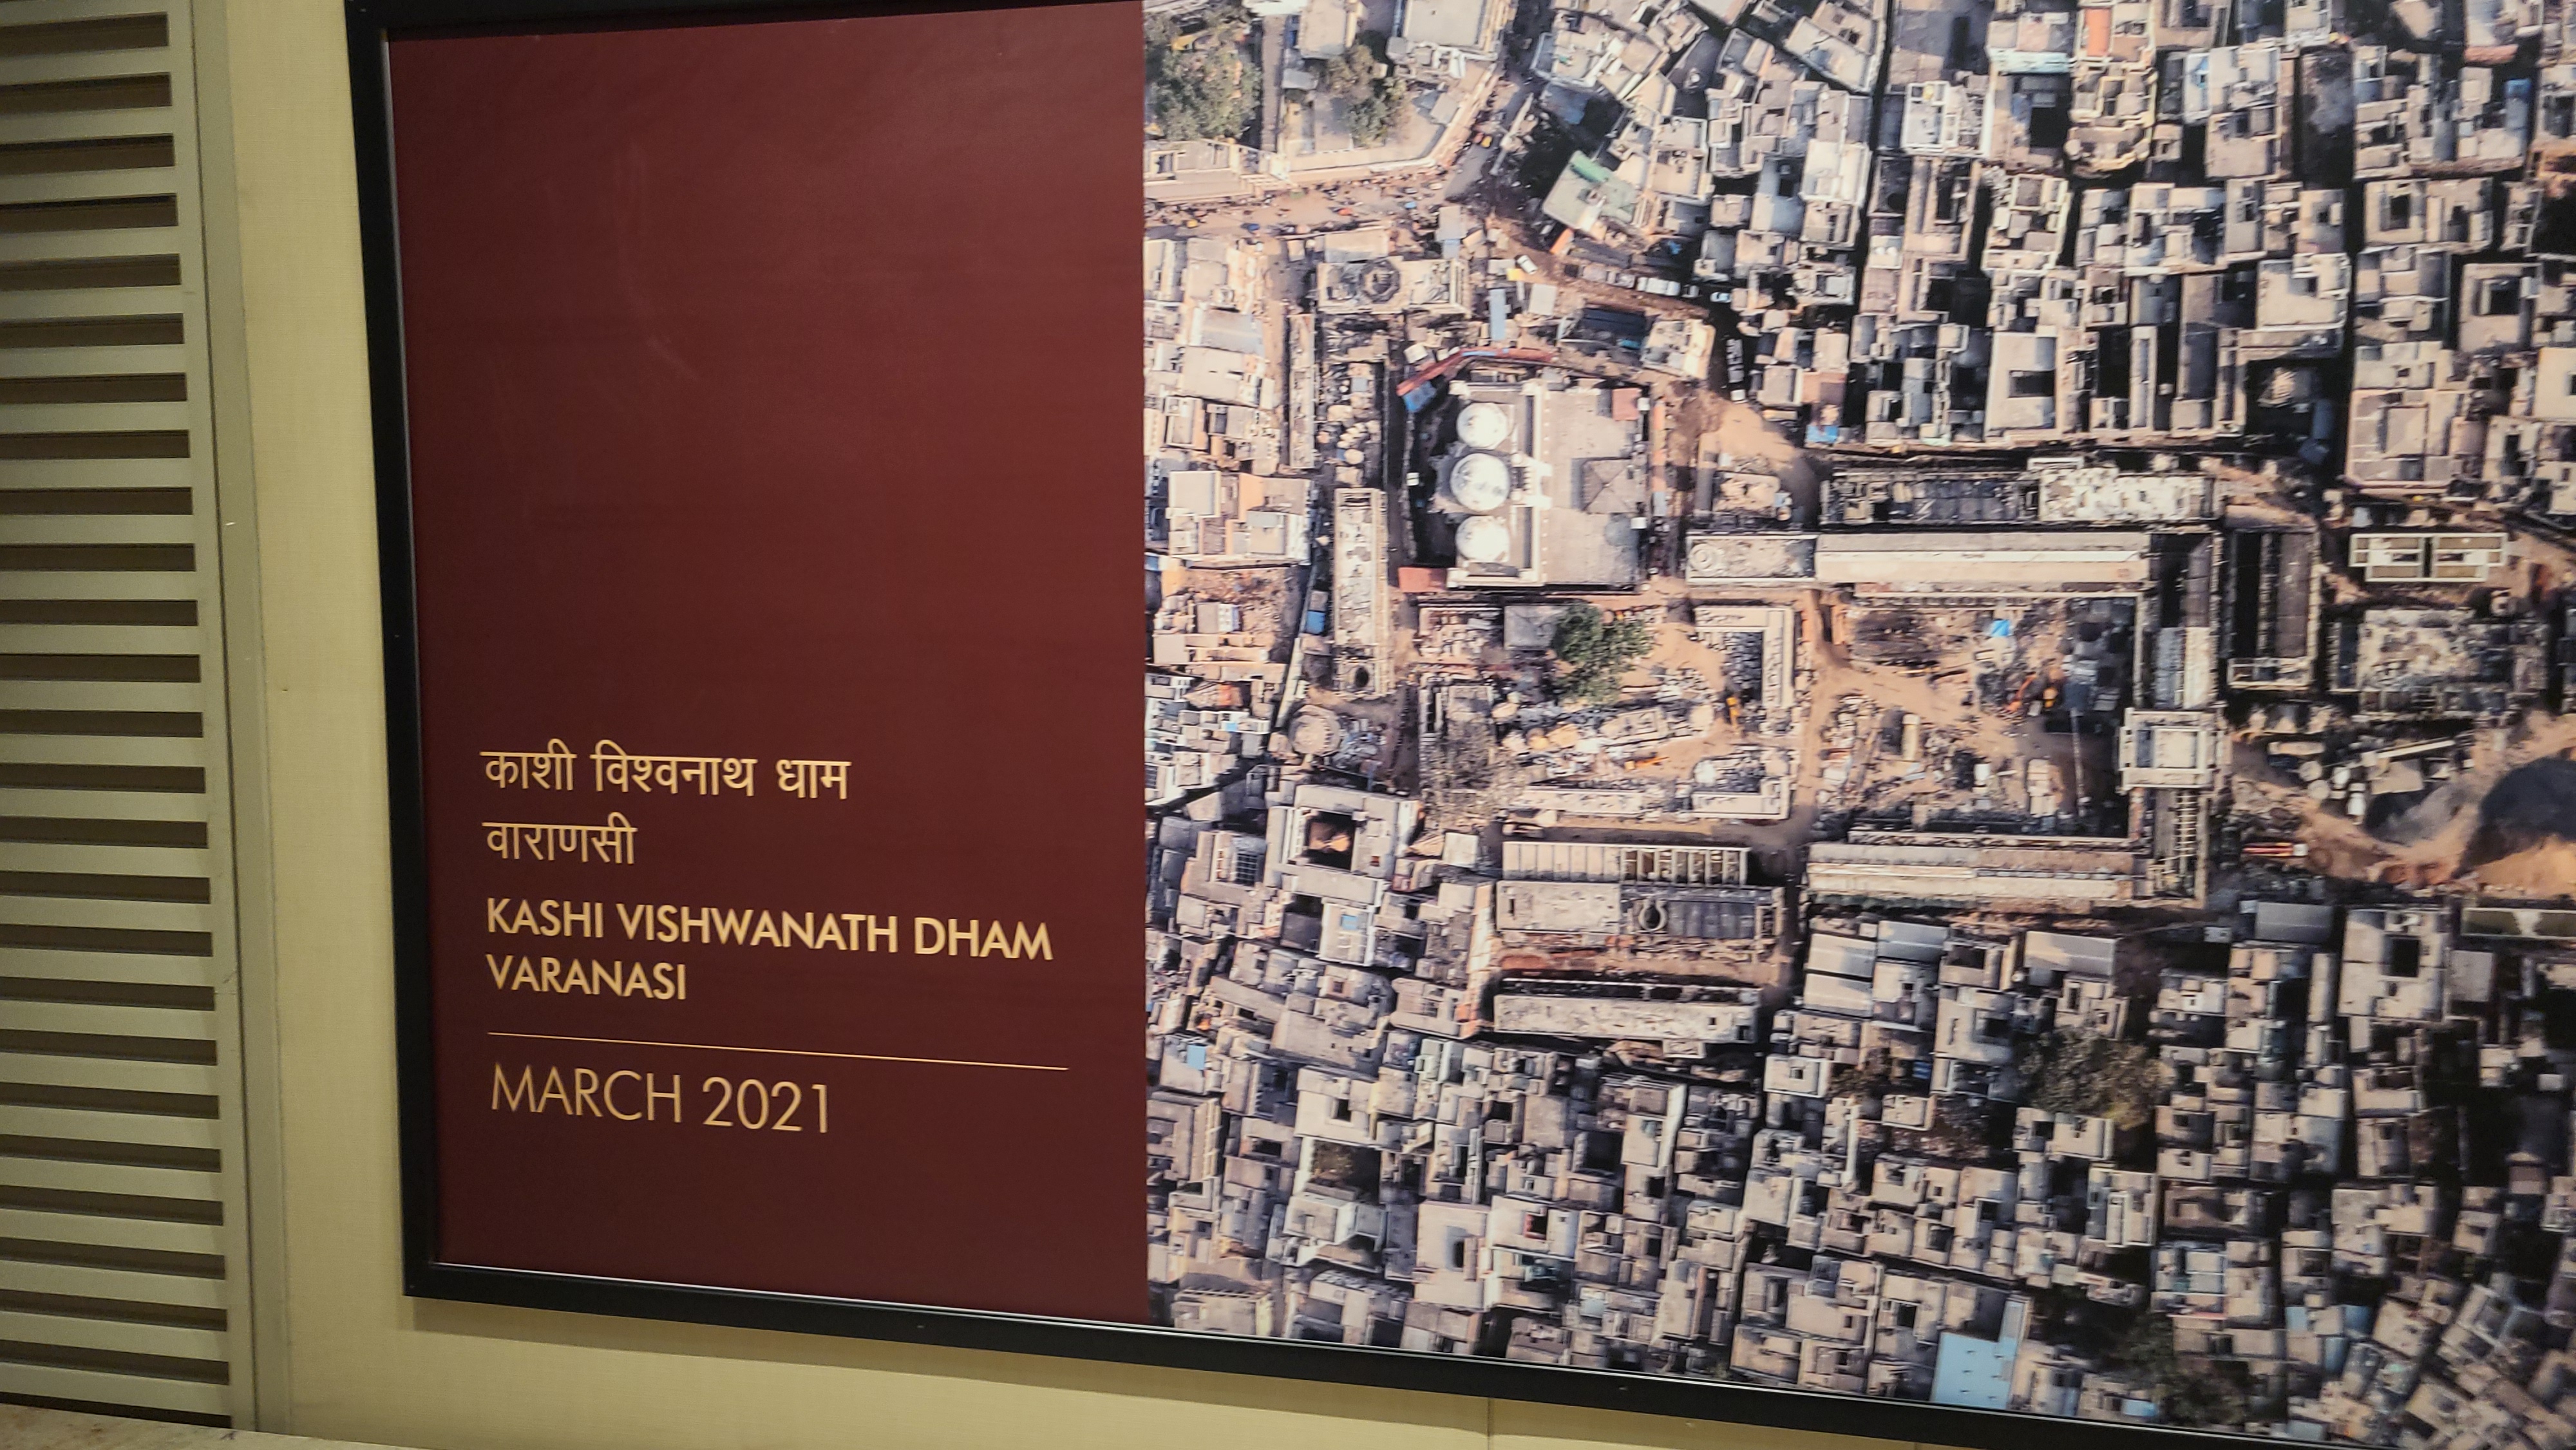 काशी विश्वनाथ धाम
वाराणसी
KASHI VISHWANATH DHAM
VARANASI
MARCH 2021